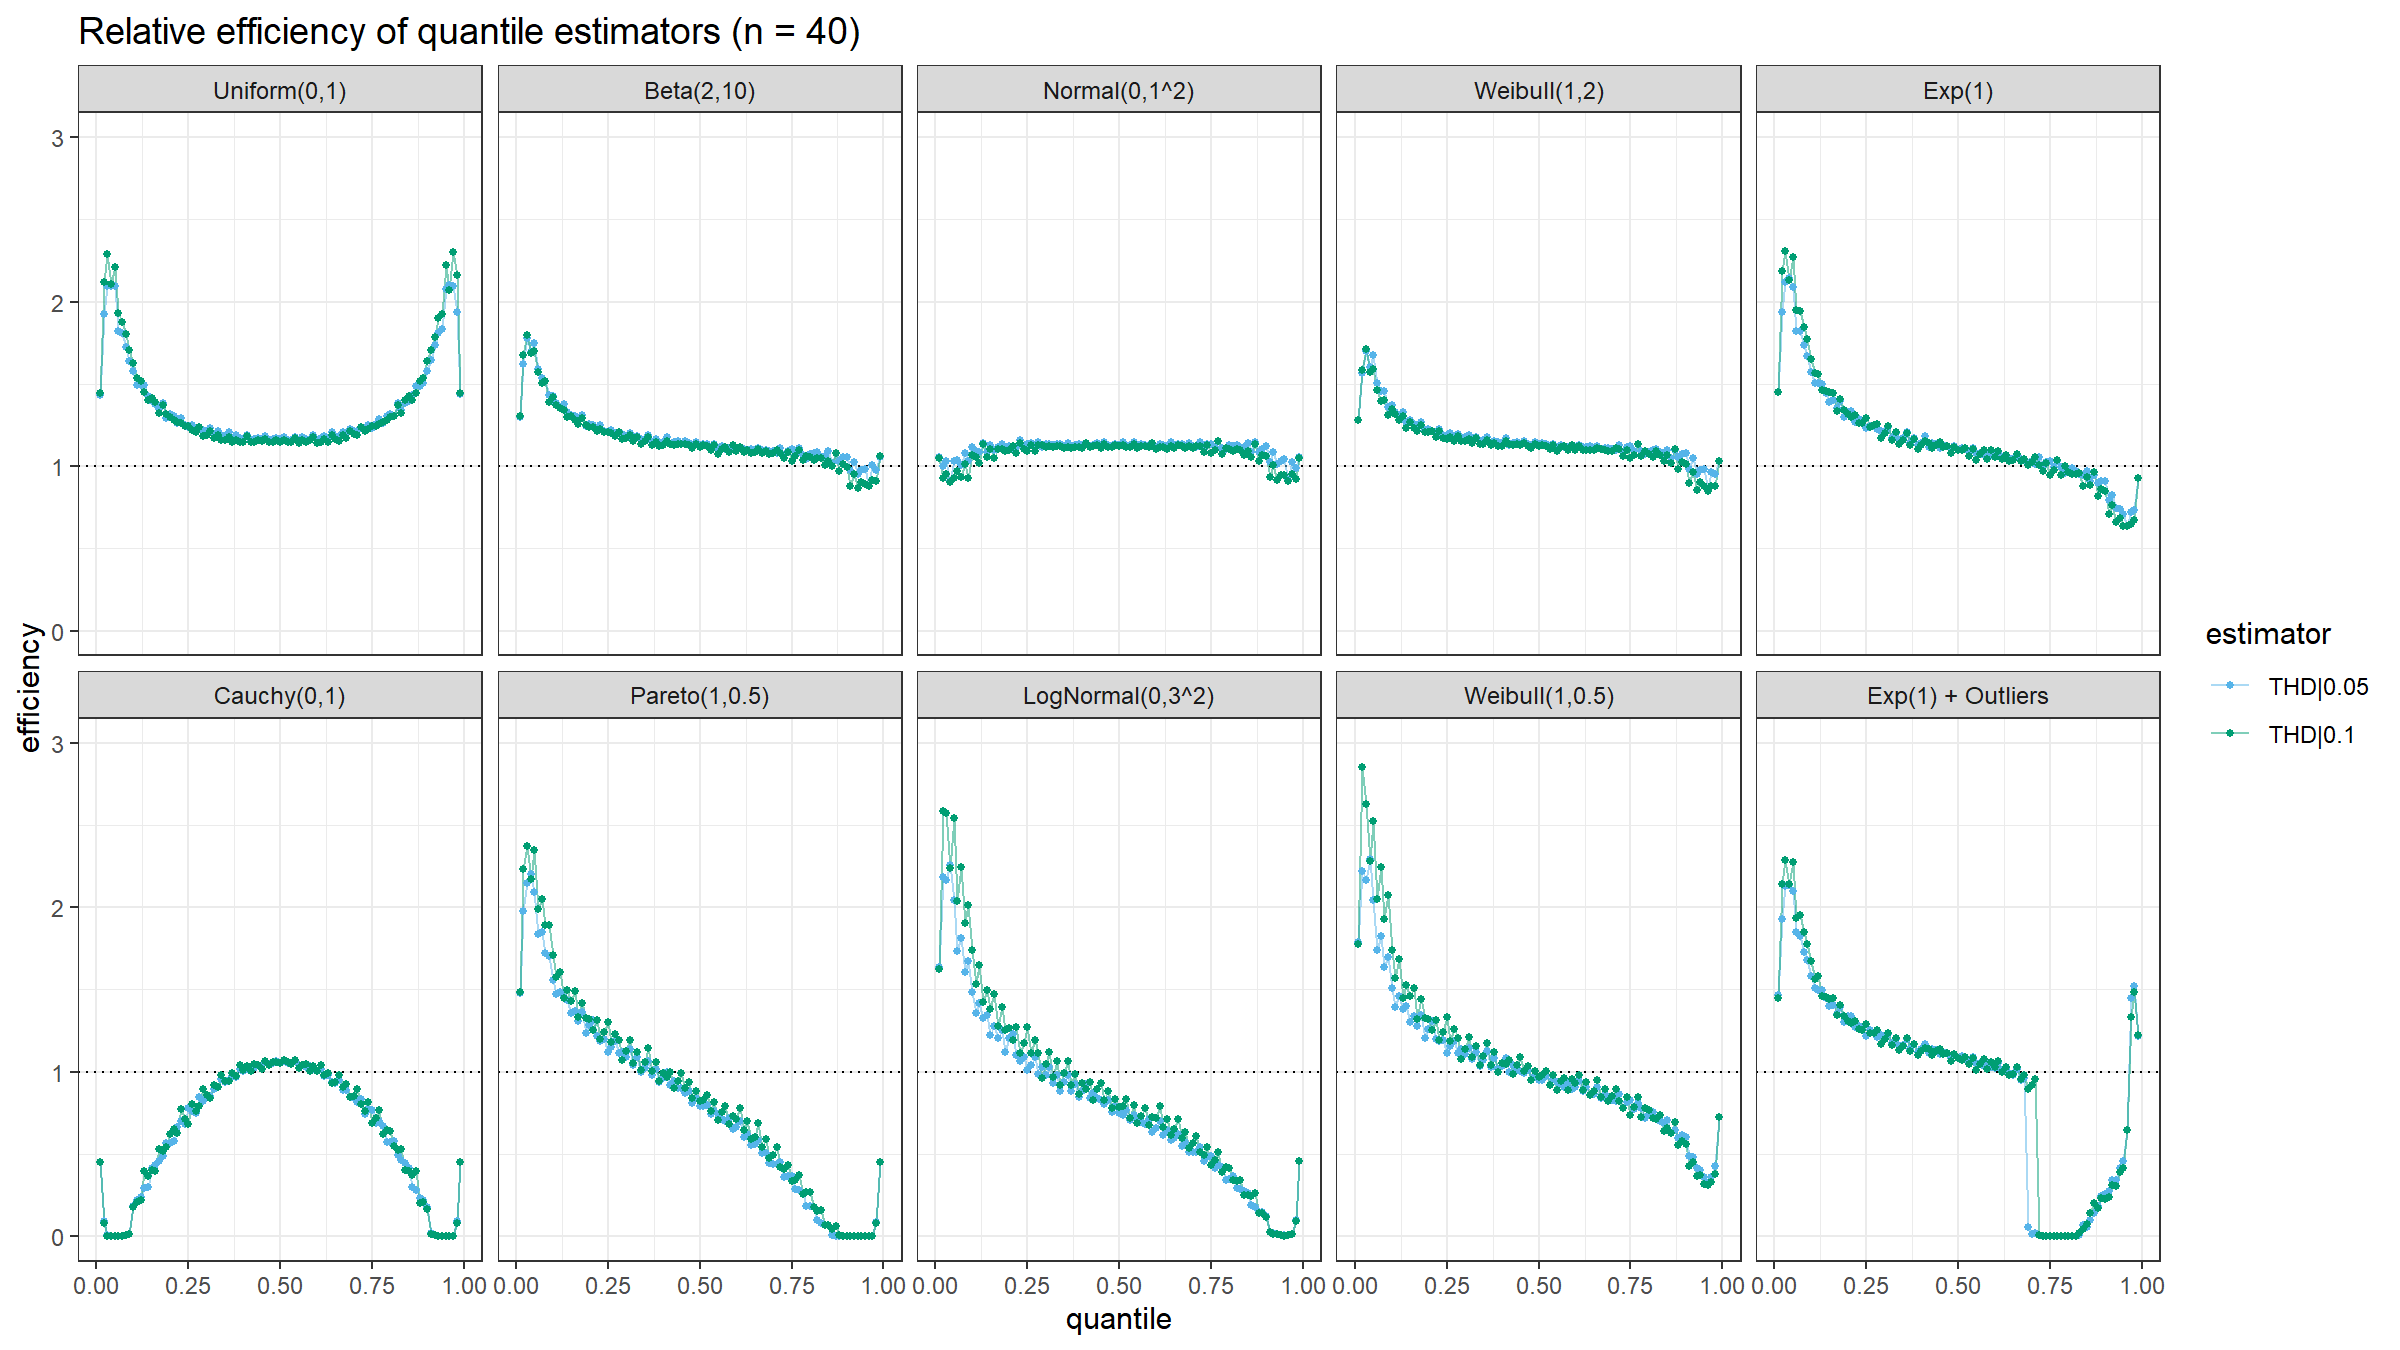 Relative efficiency of quantile estimators (n = 40)
Uniform(0,1)
Beta(2,10)
Normal(0,1^2)
Weibull(1,2)
Exp(1)
3
2
1
0
efficiency
Cauchy(0,1)
Pareto(1,0.5)
LogNormal(0,3^2)
Weibull(1,0.5)
Exp(1) + Outliers
3
2
1
0
0.00 0.25 0.50 0.75 1.00
0.00 0.25 0.50 0.75 1.00
0.00 0.25 0.50 0.75 1.00
0.00 0.25 0.50 0.75 1.00
0.00 0.25 0.50 0.75 1.00
quantile
estimator
THD|0.05
THD|0.1